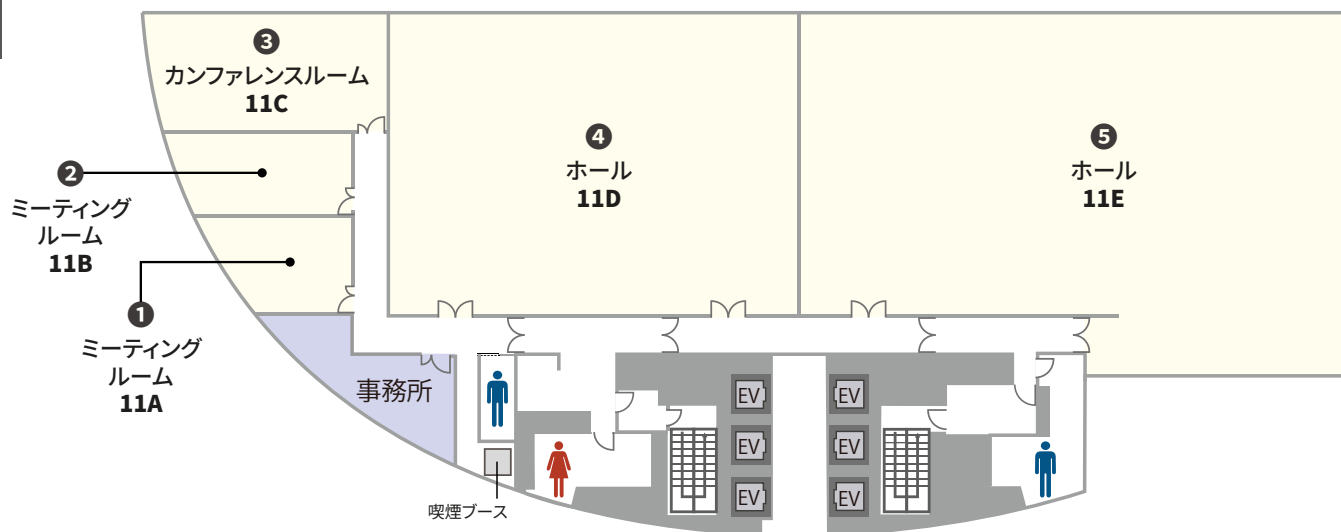 ❸
カンファレンスルーム
11C
❷
ミーティング
ルーム
11B
❶
ミーティング
ルーム
11A
❹
ホール
11D
❺
ホール
11E
事務所
喫煙ブース
EV
EV
EV
EV
EV
EV